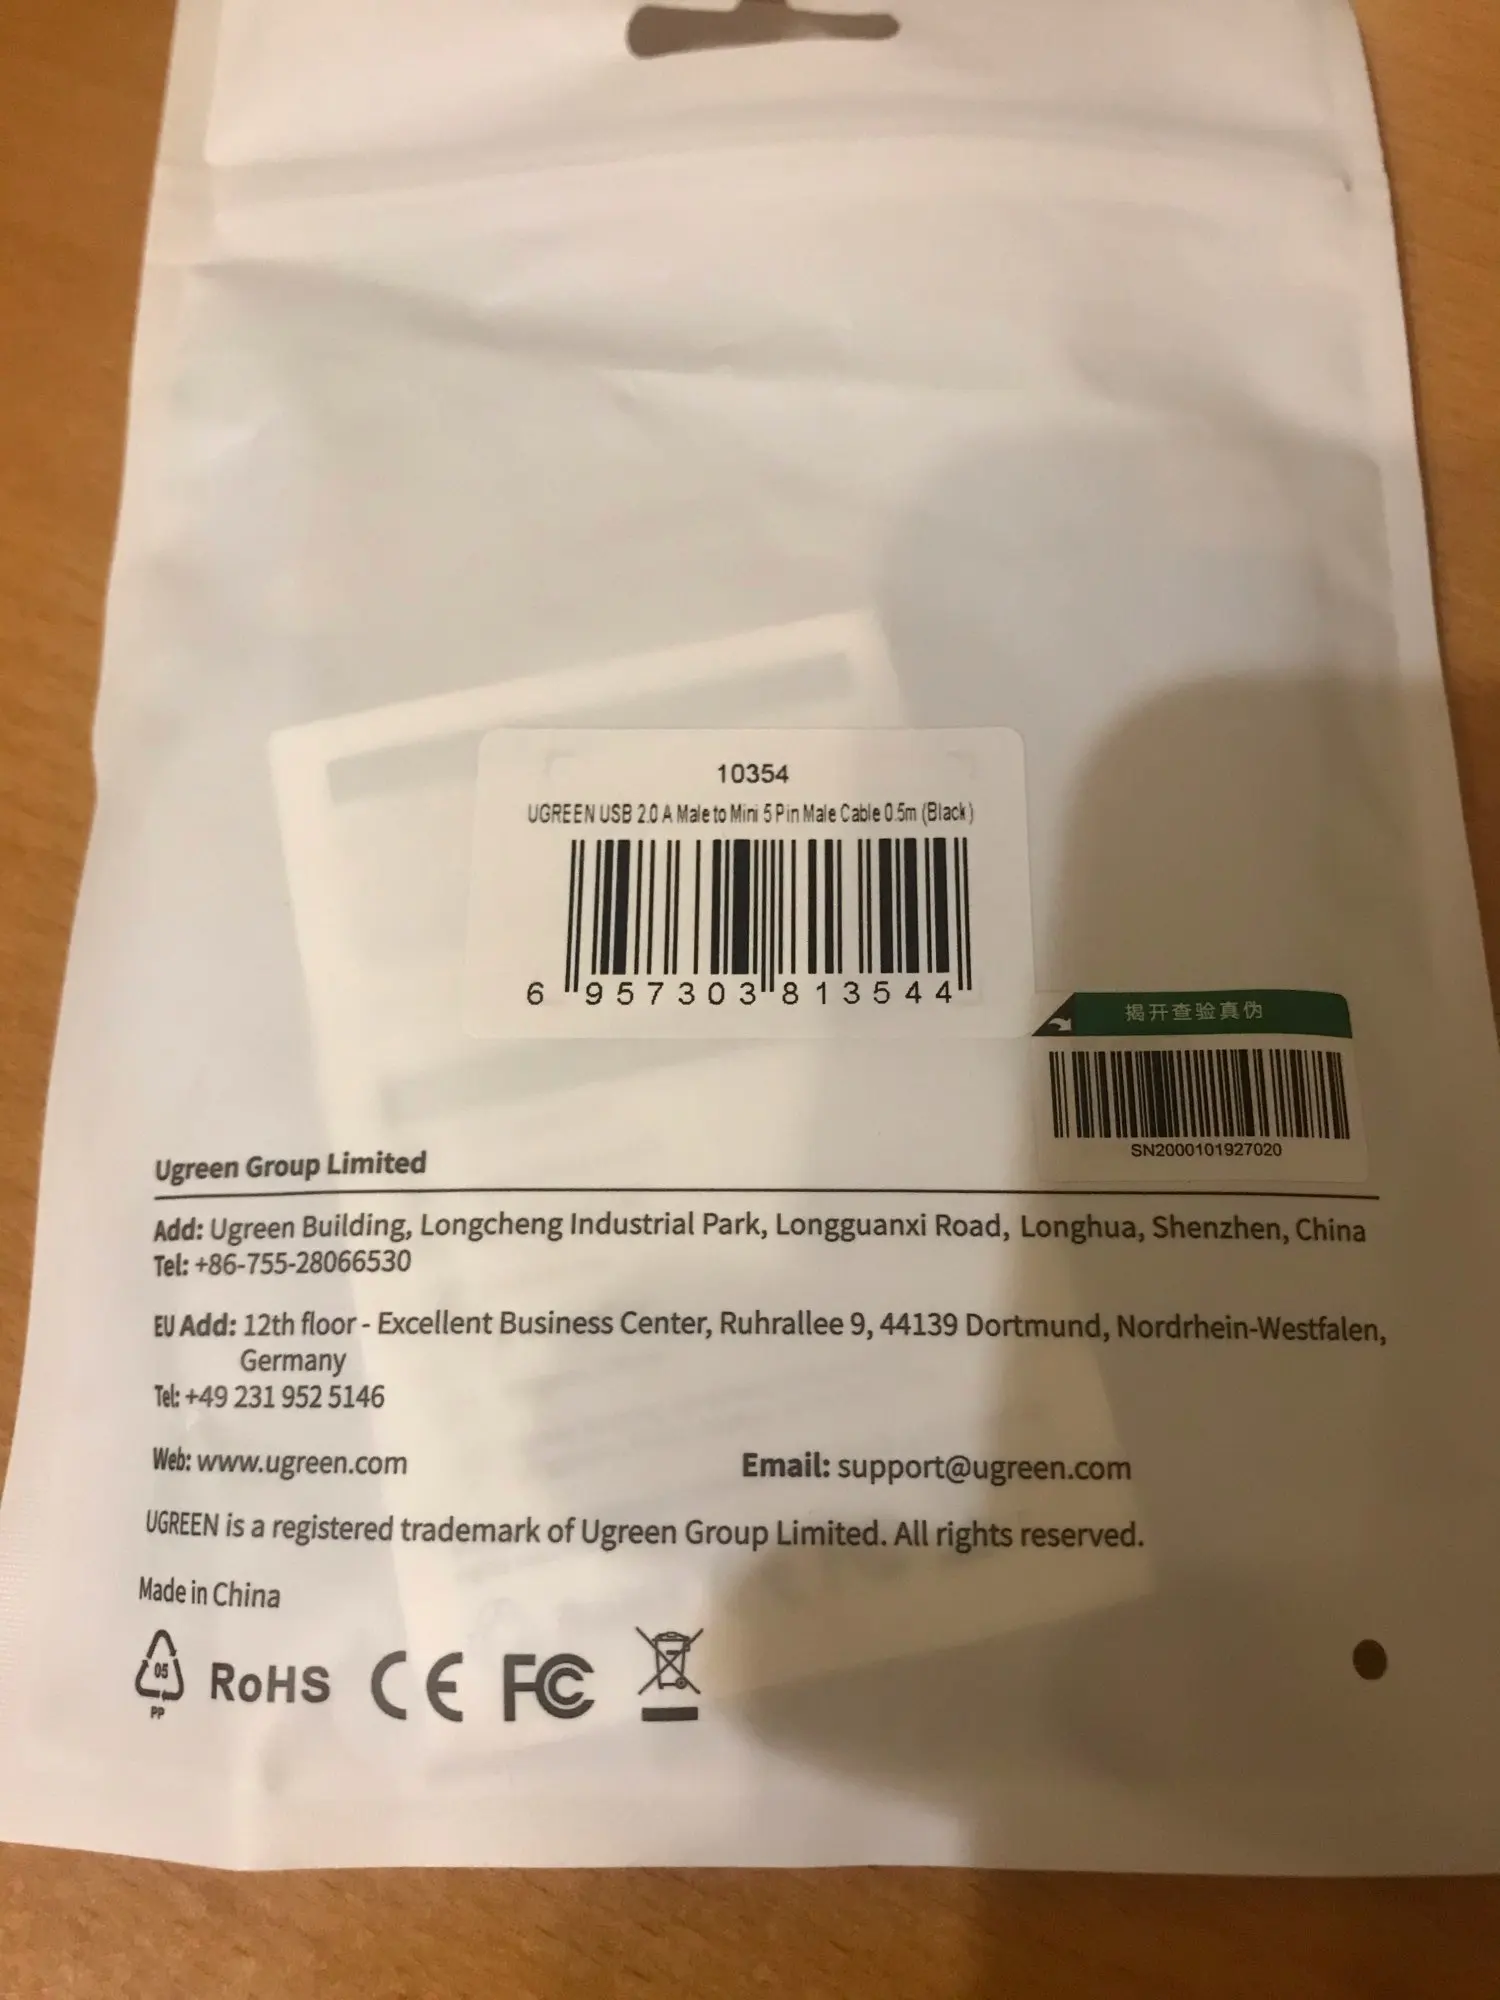 10354
UGREEN USB 2.0 A Male to Mini 5 Pin Male Cable 0.5m (Black)
6 957303 813544
揭开查验真伪
SN2000101927020
Ugreen Group Limited
Add: Ugreen Building, Longcheng Industrial Park, Longguanxi Road, Longhua, Shenzhen, China
Tel: +86-755-28066530
EU Add: 12th floor - Excellent Business Center, Ruhrallee 9, 44139 Dortmund, Nordrhein-Westfalen,
Germany
Tel: +49 231 952 5146
Web: www.ugreen.com Email: support@ugreen.com
UGREEN is a registered trademark of Ugreen Group Limited. All rights reserved.
Made in China
05
PP
RoHS CE FC